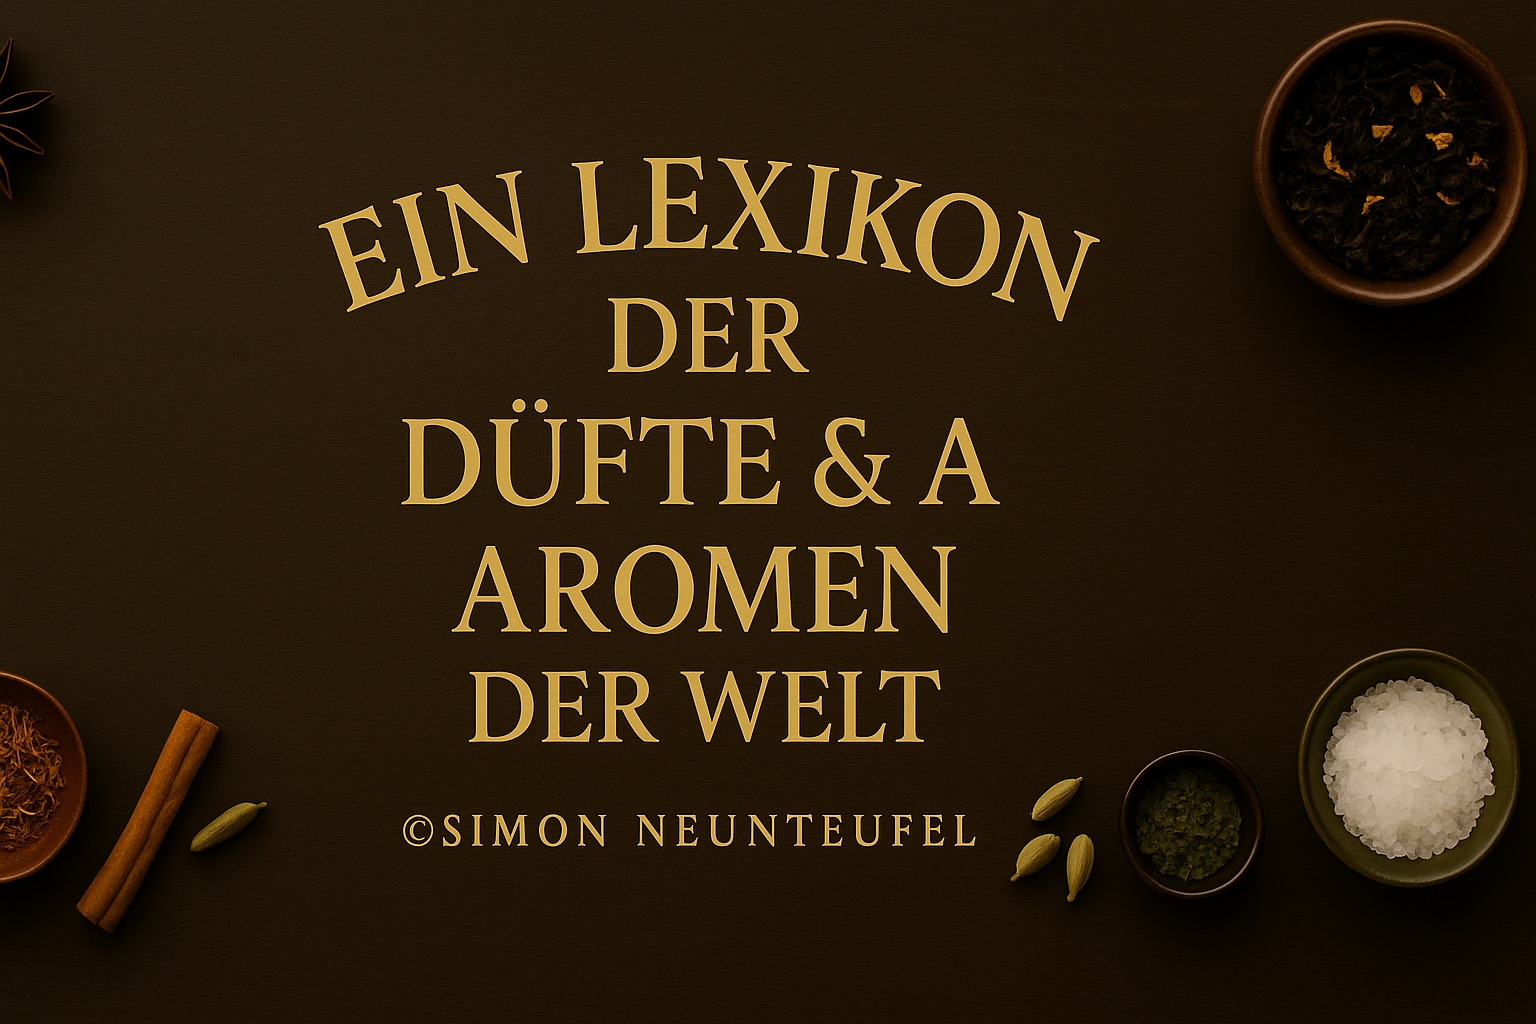 EIN LEXIKON
DER
DÜFTE & A
AROMEN
DER WELT
©SIMON NEUNTEUFEL